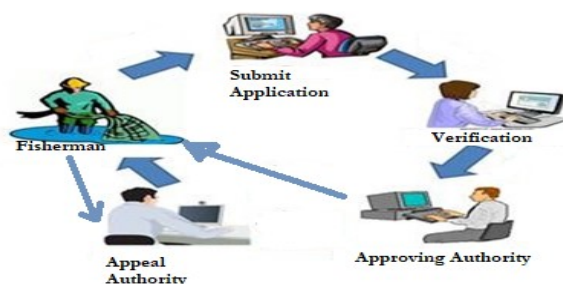 Submit
Application
Verification
Fisherman
Approving Authority
Appeal
Authority